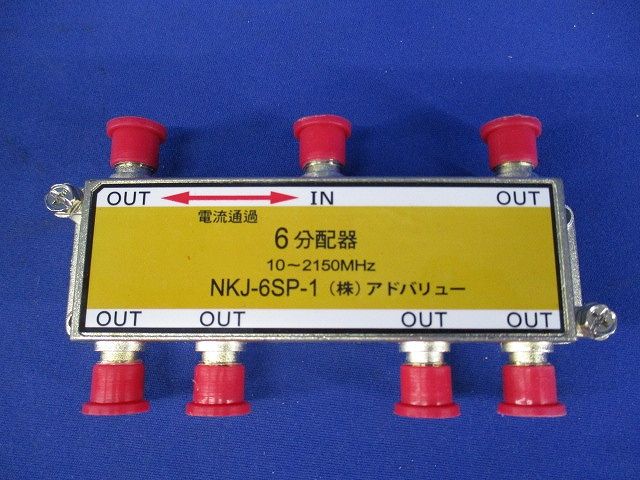 OUT IN OUT
電流通過
6分配器
10～2150MHz
NKJ-6SP-1 (株) アドバリュー
OUT OUT OUT OUT